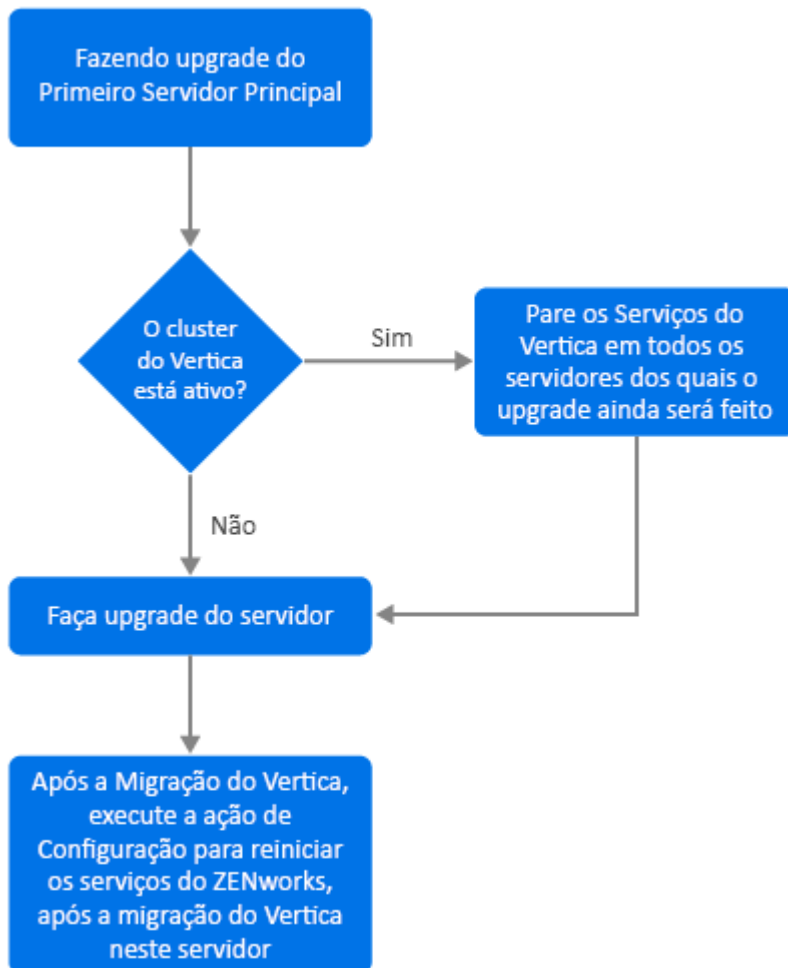 Fazendo upgrade do
Primeiro Servidor Principal
O cluster
do Vertica
está ativo?
Sim
Pare os Serviços do
Vertica em todos os
servidores dos quais o
upgrade ainda será feito
Não
Faça upgrade do servidor
Após a Migração do Vertica,
execute a ação de
Configuração para reiniciar
os serviços do ZENworks,
após a migração do Vertica
neste servidor